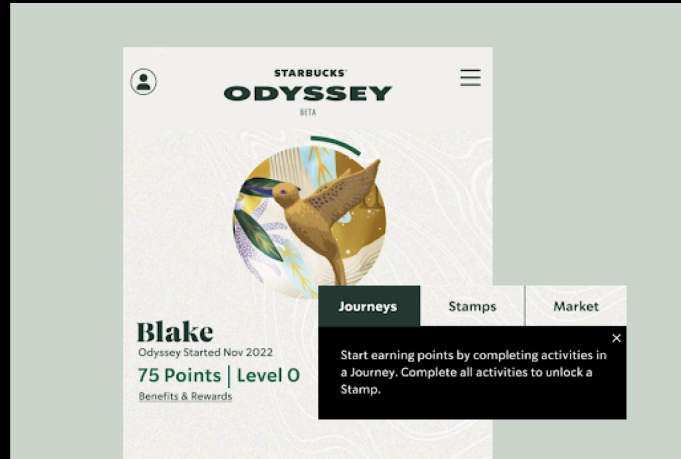 STARBUCKS®
ODYSSEY
BETA
Blake
Odyssey Started Nov 2022
75 Points | Level 0
Benefits & Rewards
Journeys
Stamps
Market
Start earning points by completing activities in
a Journey. Complete all activities to unlock a
Stamp.